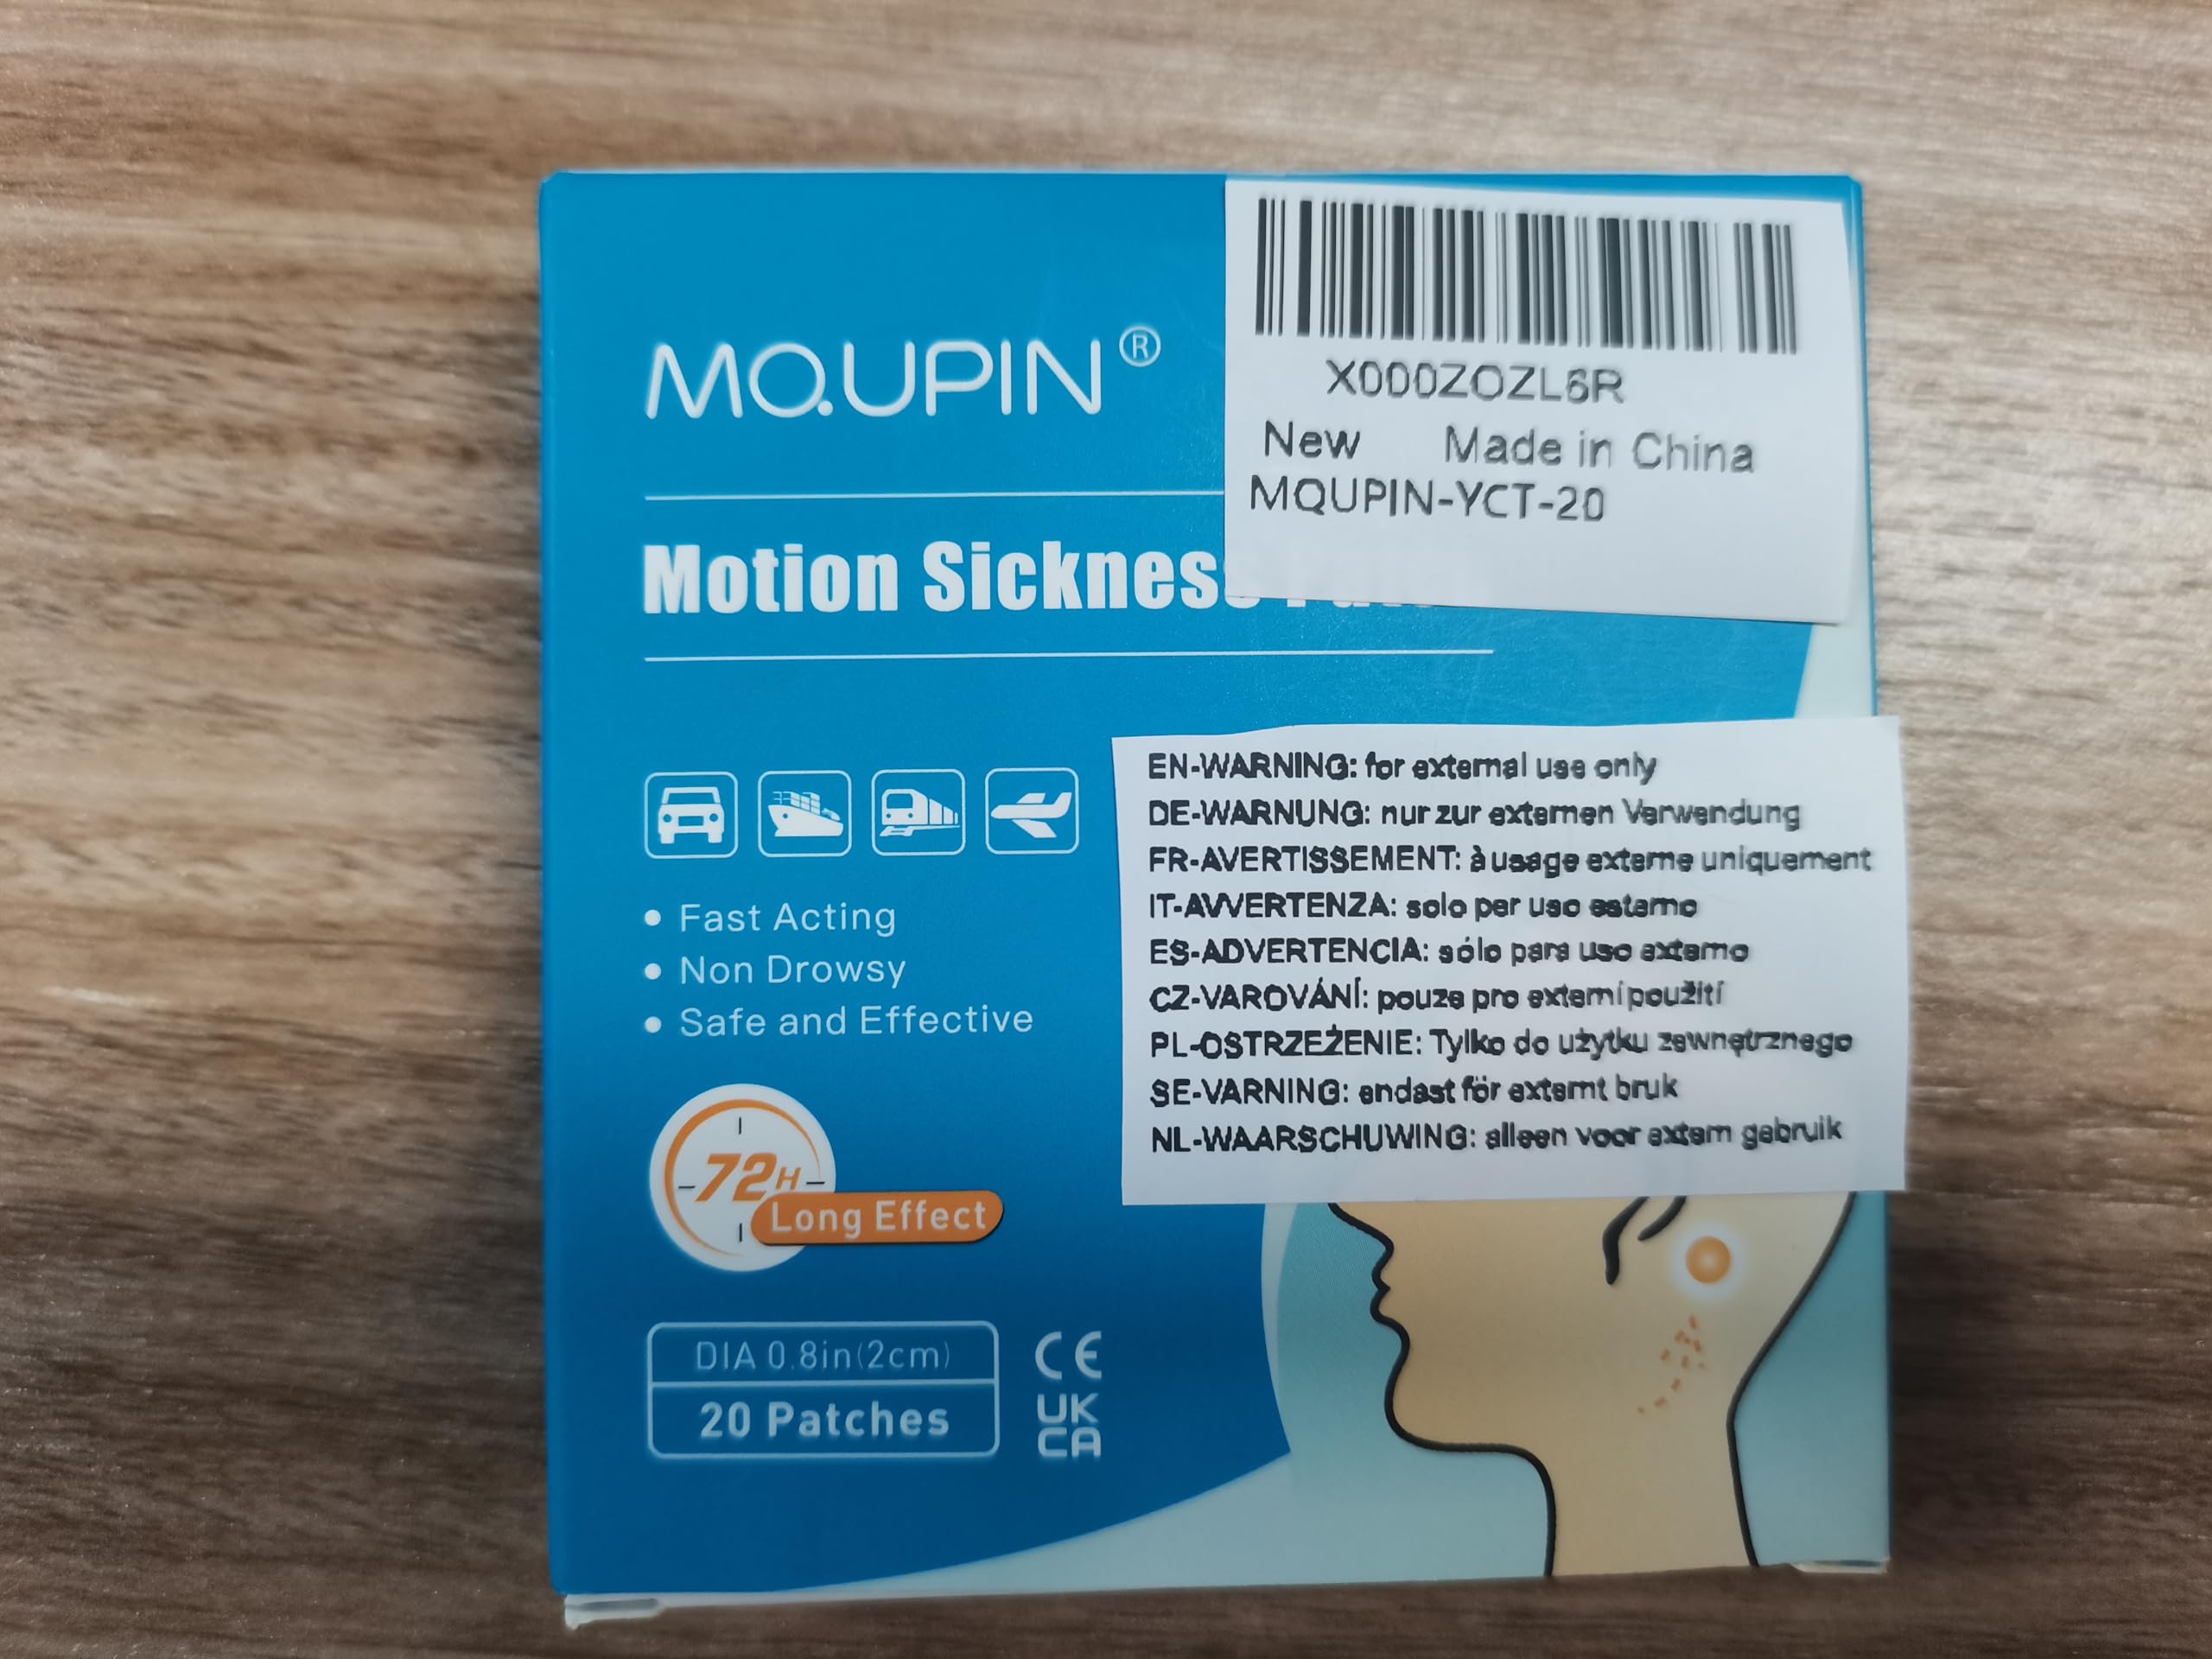 MQUPIN®
X000ZOZL6R
New Made in China
MQUPIN-YCT-20
Motion Sickness
EN-WARNING: for external use only
DE-WARNUNG: nur zur externen Verwendung
FR-AVERTISSEMENT: à usage externe uniquement
IT-AVVERTENZA: solo per uso esterno
ES-ADVERTENCIA: sólo para uso externo
CZ-VAROVÁNÍ: pouze pro externí použití
PL-OSTRZEŻENIE: Tylko do użytku zewnętrznego
SE-VARNING: endast för externt bruk
NL-WAARSCHUWING: alleen voor extern gebruik
• Fast Acting
• Non Drowsy
• Safe and Effective
72H
Long Effect
DIA 0.8in(2cm)
20 Patches
CE
UK
CA